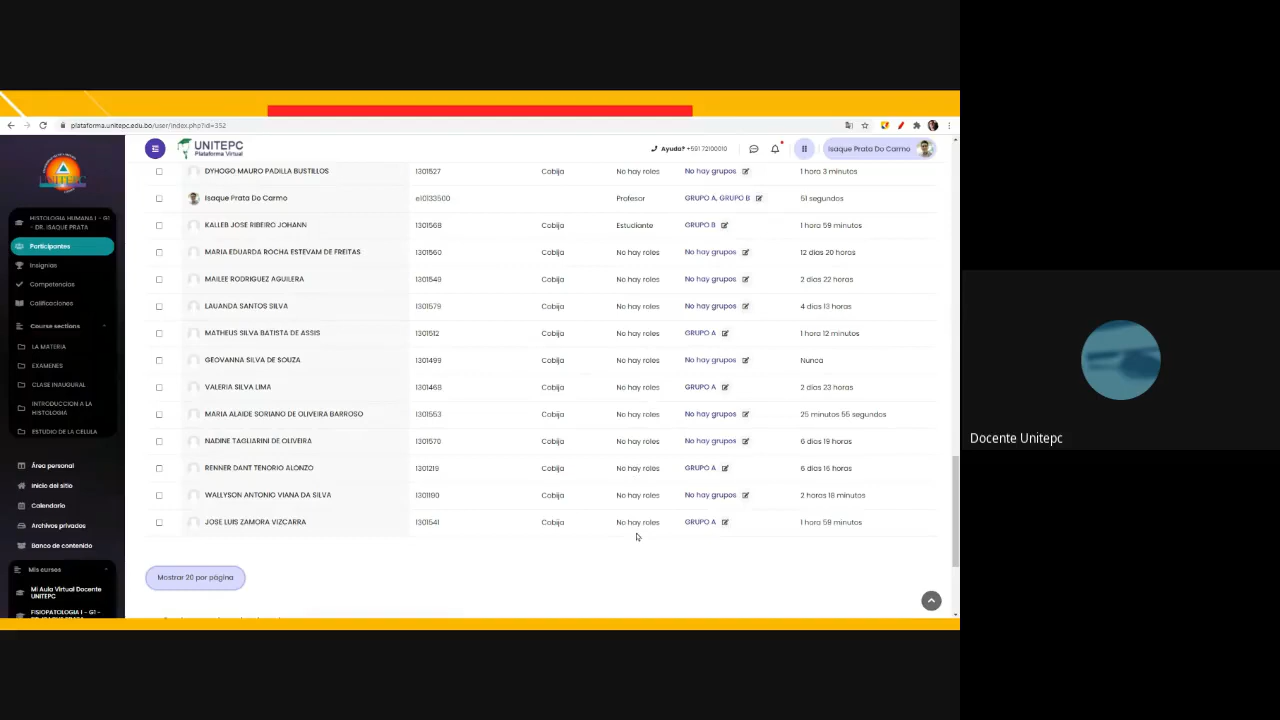 plataforma.unitepc.edu.bo/user/index.php?id=352
UNITEPC
Plataforma Virtual
Ayuda? +591 72100010
Isaque Prata Do Carmo
HISTOLOGIA HUMANA I - G1
- DR. ISAQUE PRATA
Participantes
Insignias
Competencias
Calificaciones
Course sections
LA MATERIA
EXAMENES
CLASE INAUGURAL
INTRODUCCION A LA
HISTOLOGIA
ESTUDIO DE LA CELULA
Área personal
Inicio del sitio
Calendario
Archivos privados
Banco de contenido
Mis cursos
Mi Aula Virtual Docente
UNITEPC
FISIOPATOLOGIA I - G1 -
DYHOGO MAURO PADILLA BUSTILLOS 1301527 Cobija No hay roles No hay grupos 1 hora 3 minutos
Isaque Prata Do Carmo e10133500 Profesor GRUPO A, GRUPO B 51 segundos
KALLEB JOSE RIBEIRO JOHANN 1301568 Cobija Estudiante GRUPO B 1 hora 59 minutos
MARIA EDUARDA ROCHA ESTEVAM DE FREITAS 1301560 Cobija No hay roles No hay grupos 12 días 20 horas
MAILEE RODRIGUEZ AGUILERA 1301549 Cobija No hay roles No hay grupos 2 días 22 horas
LAUANDA SANTOS SILVA 1301579 Cobija No hay roles No hay grupos 4 días 13 horas
MATHEUS SILVA BATISTA DE ASSIS 1301512 Cobija No hay roles GRUPO A 1 hora 12 minutos
GEOVANNA SILVA DE SOUZA 1301499 Cobija No hay roles No hay grupos Nunca
VALERIA SILVA LIMA 1301468 Cobija No hay roles GRUPO A 2 días 23 horas
MARIA ALAIDE SORIANO DE OLIVEIRA BARROSO 1301553 Cobija No hay roles No hay grupos 25 minutos 55 segundos
NADINE TAGLIARINI DE OLIVEIRA 1301570 Cobija No hay roles No hay grupos 6 días 19 horas
RENNER DANT TENORIO ALONZO 1301219 Cobija No hay roles GRUPO A 6 días 16 horas
WALLYSON ANTONIO VIANA DA SILVA 1301190 Cobija No hay roles No hay grupos 2 horas 18 minutos
JOSE LUIS ZAMORA VIZCARRA 1301541 Cobija No hay roles GRUPO A 1 hora 59 minutos
Mostrar 20 por página
Docente Unitepc